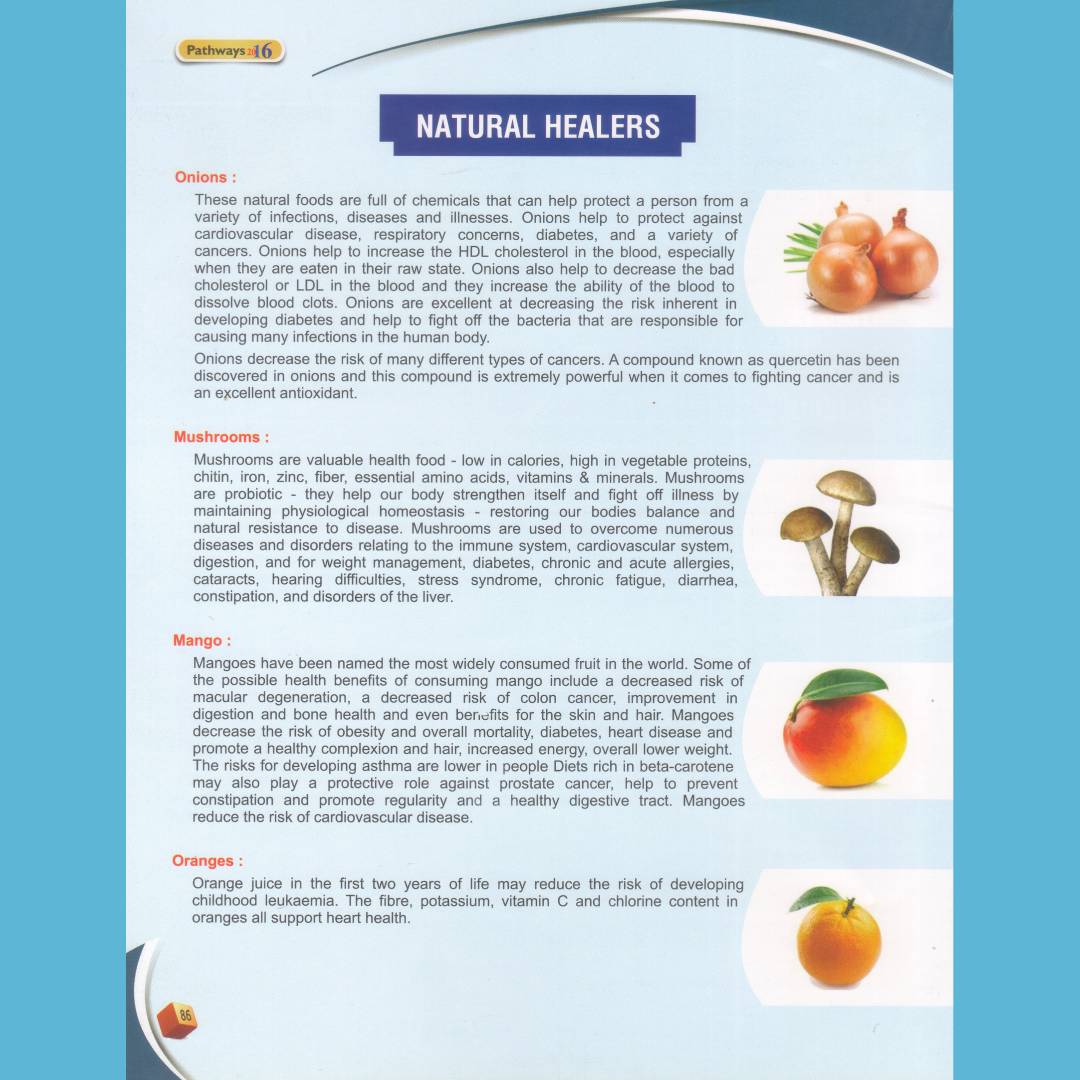 Pathways 2016
NATURAL HEALERS
Onions :
These natural foods are full of chemicals that can help protect a person from a
variety of infections, diseases and illnesses. Onions help to protect against
cardiovascular disease, respiratory concerns, diabetes, and a variety of
cancers. Onions help to increase the HDL cholesterol in the blood, especially
when they are eaten in their raw state. Onions also help to decrease the bad
cholesterol or LDL in the blood and they increase the ability of the blood to
dissolve blood clots. Onions are excellent at decreasing the risk inherent in
developing diabetes and help to fight off the bacteria that are responsible for
causing many infections in the human body.
Onions decrease the risk of many different types of cancers. A compound known as quercetin has been
discovered in onions and this compound is extremely powerful when it comes to fighting cancer and is
an excellent antioxidant.
Mushrooms :
Mushrooms are valuable health food - low in calories, high in vegetable proteins,
chitin, iron, zinc, fiber, essential amino acids, vitamins & minerals. Mushrooms
are probiotic - they help our body strengthen itself and fight off illness by
maintaining physiological homeostasis - restoring our bodies balance and
natural resistance to disease. Mushrooms are used to overcome numerous
diseases and disorders relating to the immune system, cardiovascular system,
digestion, and for weight management, diabetes, chronic and acute allergies,
cataracts, hearing difficulties, stress syndrome, chronic fatigue, diarrhea,
constipation, and disorders of the liver.
Mango :
Mangoes have been named the most widely consumed fruit in the world. Some of
the possible health benefits of consuming mango include a decreased risk of
macular degeneration, a decreased risk of colon cancer, improvement in
digestion and bone health and even benefits for the skin and hair. Mangoes
decrease the risk of obesity and overall mortality, diabetes, heart disease and
promote a healthy complexion and hair, increased energy, overall lower weight.
The risks for developing asthma are lower in people Diets rich in beta-carotene
may also play a protective role against prostate cancer, help to prevent
constipation and promote regularity and a healthy digestive tract. Mangoes
reduce the risk of cardiovascular disease.
Oranges :
Orange juice in the first two years of life may reduce the risk of developing
childhood leukaemia. The fibre, potassium, vitamin C and chlorine content in
oranges all support heart health.
86